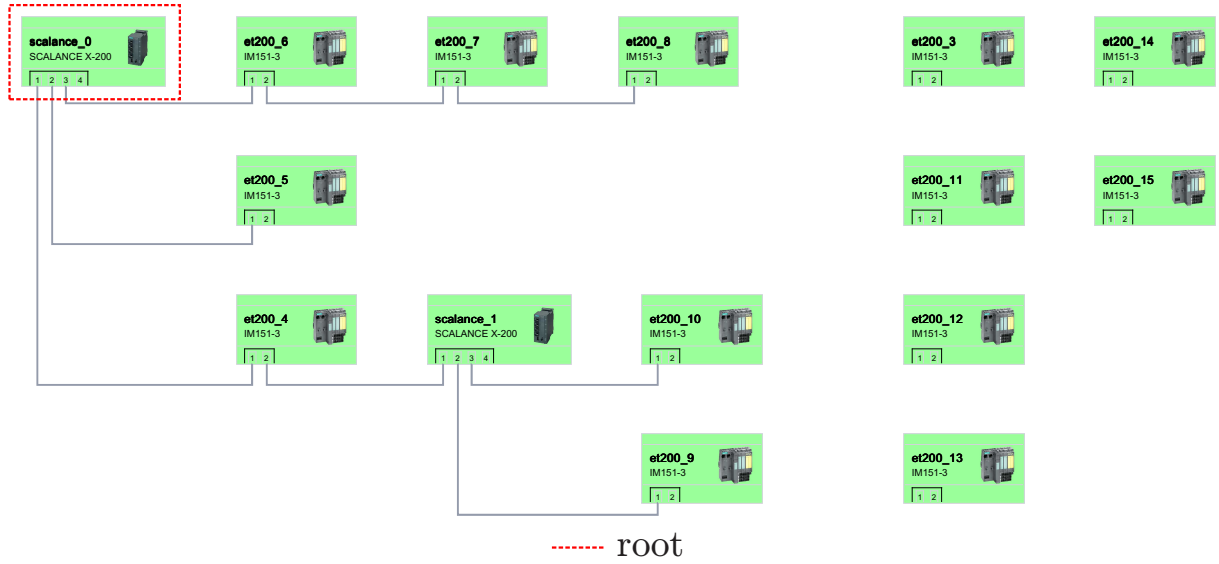 scalance_0
SCALANCE X-200
1 2 3 4
et200_6
IM151-3
1 2
et200_7
IM151-3
1 2
et200_8
IM151-3
1 2
et200_3
IM151-3
1 2
et200_14
IM151-3
1 2
et200_5
IM151-3
1 2
et200_11
IM151-3
1 2
et200_15
IM151-3
1 2
et200_4
IM151-3
1 2
scalance_1
SCALANCE X-200
1 2 3 4
et200_10
IM151-3
1 2
et200_12
IM151-3
1 2
et200_9
IM151-3
1 2
et200_13
IM151-3
1 2
root